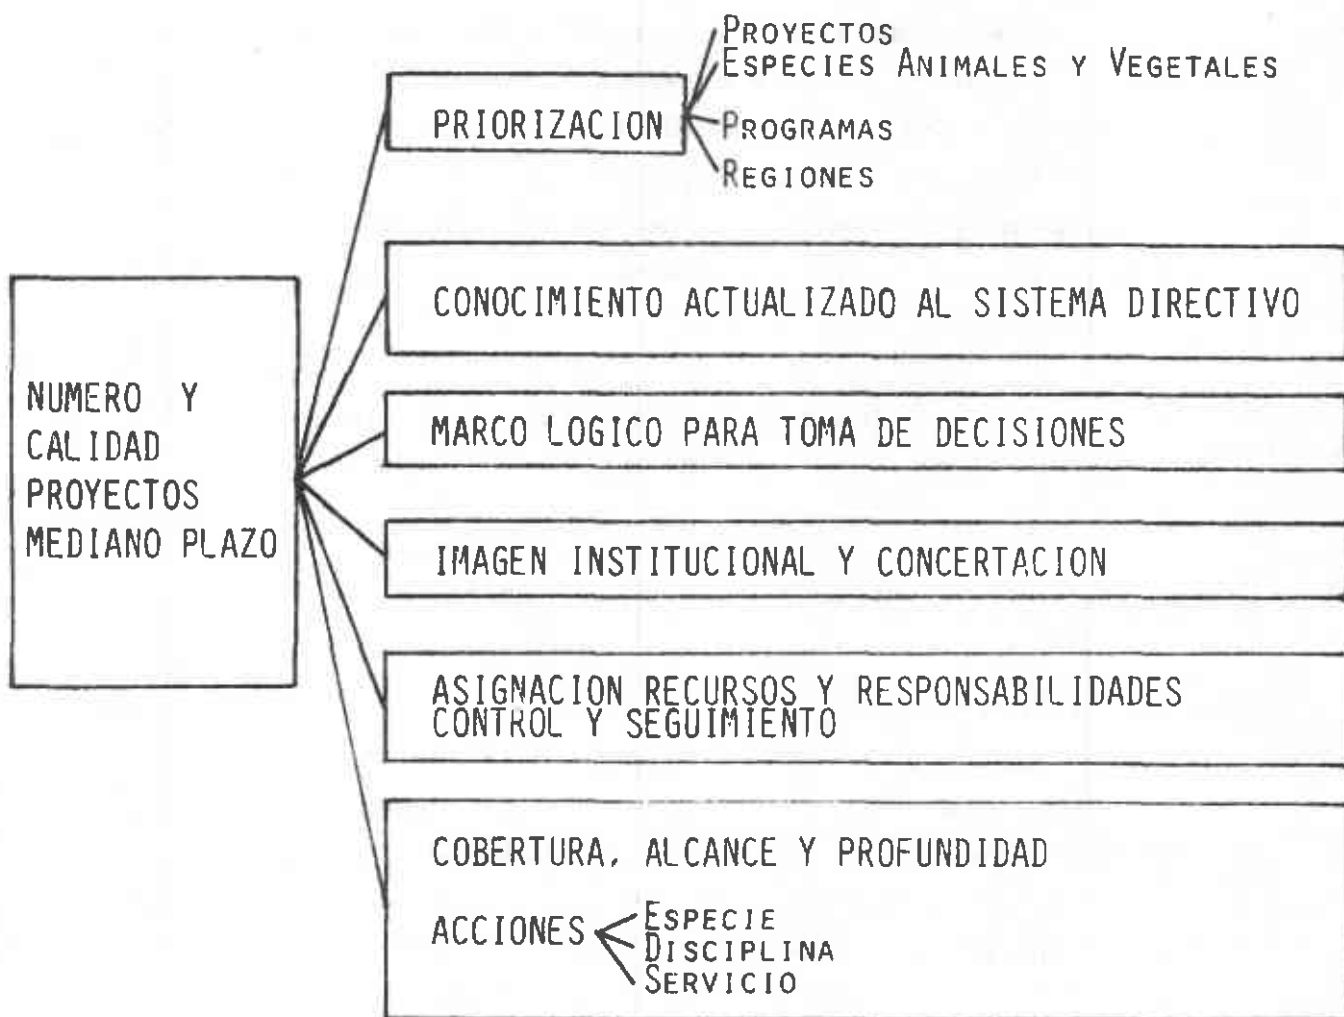 PROYECTOS
ESPECIES ANIMALES Y VEGETALES
PRIORIZACION
PROGRAMAS
REGIONES
CONOCIMIENTO ACTUALIZADO AL SISTEMA DIRECTIVO
NUMERO Y
CALIDAD
PROYECTOS
MEDIANO PLAZO
MARCO LOGICO PARA TOMA DE DECISIONES
IMAGEN INSTITUCIONAL Y CONCERTACION
ASIGNACION RECURSOS Y RESPONSABILIDADES
CONTROL Y SEGUIMIENTO
COBERTURA, ALCANCE Y PROFUNDIDAD
ACCIONES
ESPECIE
DISCIPLINA
SERVICIO